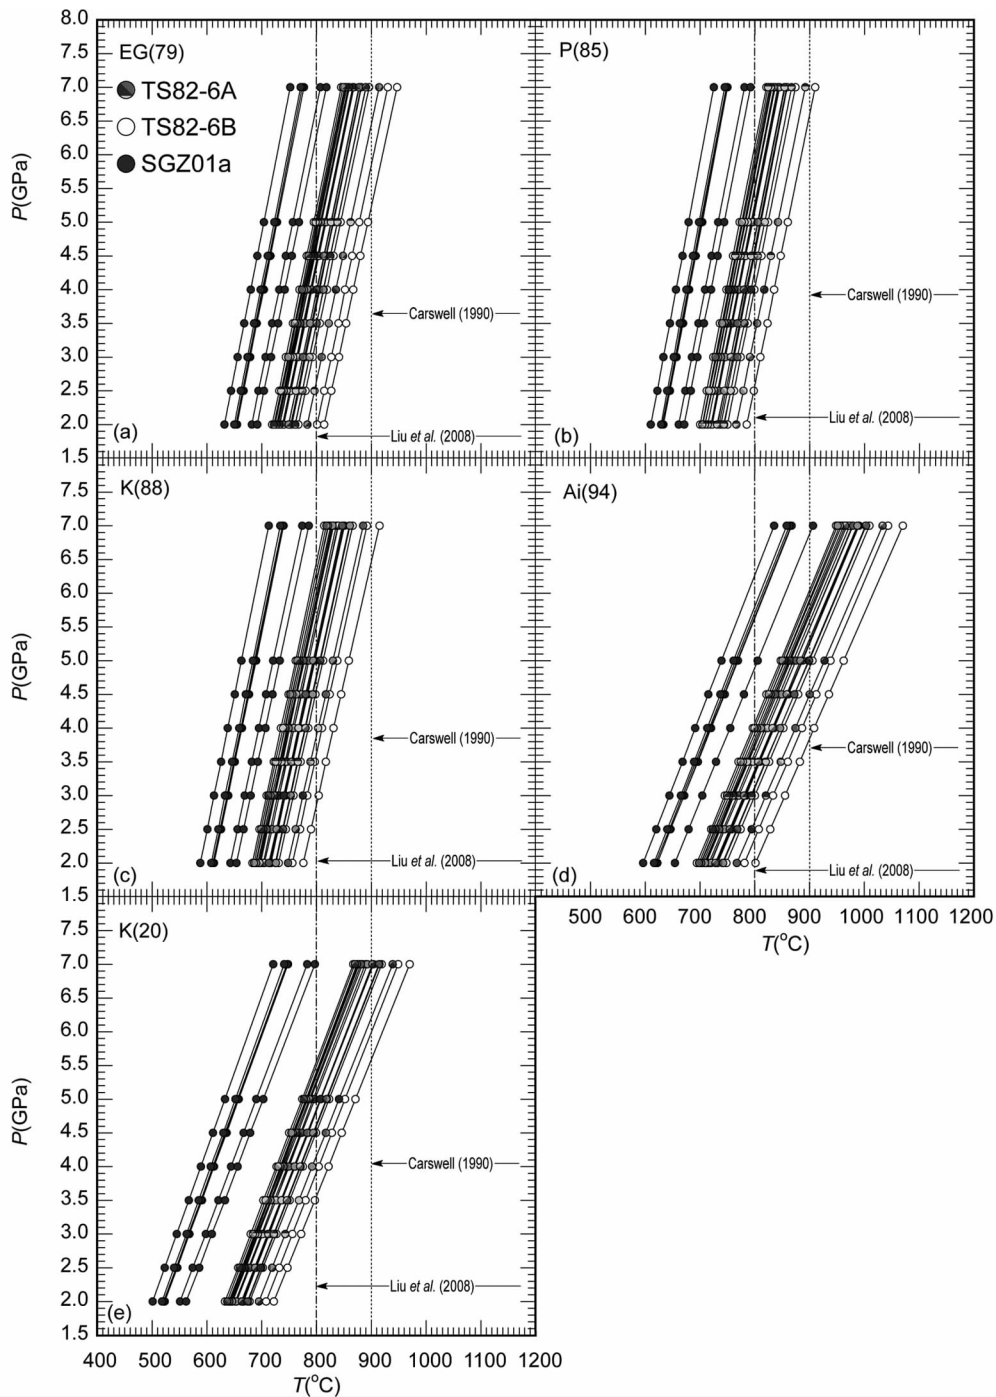 8.0
7.5
7.0
6.5
6.0
5.5
5.0
4.5
4.0
3.5
3.0
2.5
2.0
1.5
P(GPa)
EG(79)
TS82-6A
TS82-6B
SGZ01a
Carswell (1990)
Liu et al. (2008)
(a)
P(85)
Carswell (1990)
Liu et al. (2008)
(b)
7.5
7.0
6.5
6.0
5.5
5.0
4.5
4.0
3.5
3.0
2.5
2.0
1.5
P(GPa)
K(88)
Carswell (1990)
Liu et al. (2008)
(c)
Ai(94)
Carswell (1990)
Liu et al. (2008)
(d)
500 600 700 800 900 1000 1100 1200
T(°C)
7.5
7.0
6.5
6.0
5.5
5.0
4.5
4.0
3.5
3.0
2.5
2.0
1.5
P(GPa)
K(20)
Carswell (1990)
Liu et al. (2008)
(e)
400 500 600 700 800 900 1000 1100 1200
T(°C)